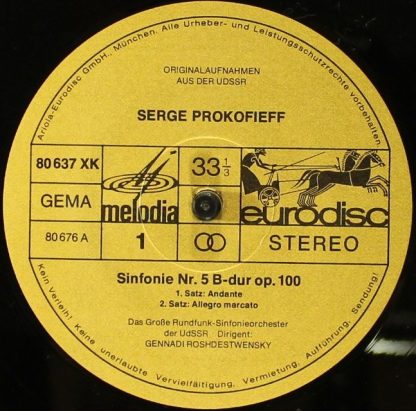 Ariola-Eurodisc GmbH., München. Alle Urheber- und Leistungsschutzrechte vorbehalten.
ORIGINALAUFNAHMEN
AUS DER UDSSR
SERGE PROKOFIEFF
80 637 XK
33 1/3
GEMA
melodia
eurodisc
80 676 A
1
STEREO
Sinfonie Nr. 5 B-dur op. 100
1. Satz: Andante
2. Satz: Allegro marcato
Das Große Rundfunk-Sinfonieorchester
der UdSSR · Dirigent:
GENNADI ROSHDESTWENSKY
Kein Verleih! Keine unerlaubte Vervielfältigung, Vermietung, Aufführung, Sendung!